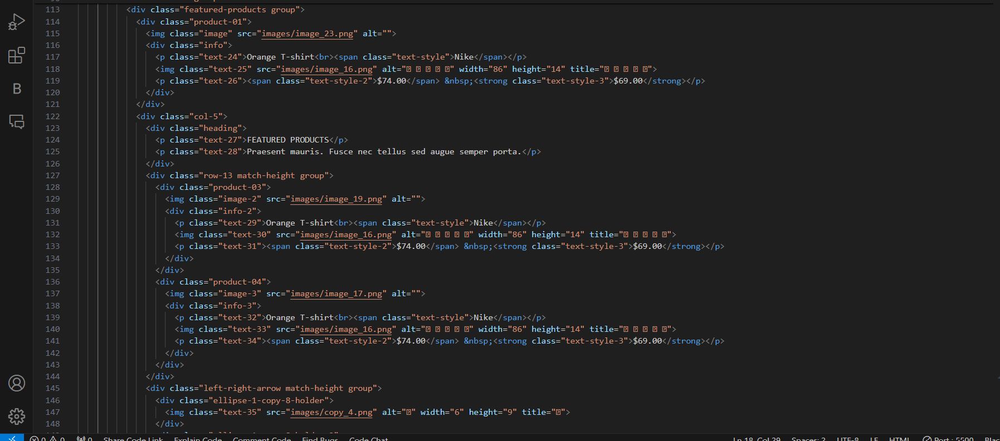 113 <div class="featured-products group">
114 <div class="product-01">
115 <img class="image" src="images/image_23.png" alt="">
116 <div class="info">
117 <p class="text-24">Orange T-shirt<br><span class="text-style">Nike</span></p>
118 <img class="text-25" src="images/image_16.png" alt="     " width="86" height="14" title="     ">
119 <p class="text-26"><span class="text-style-2">$74.00</span> &nbsp;<strong class="text-style-3">$69.00</strong></p>
120 </div>
121 </div>
122 <div class="col-5">
123 <div class="heading">
124 <p class="text-27">FEATURED PRODUCTS</p>
125 <p class="text-28">Praesent mauris. Fusce nec tellus sed augue semper porta.</p>
126 </div>
127 <div class="row-13 match-height group">
128 <div class="product-03">
129 <img class="image-2" src="images/image_19.png" alt="">
130 <div class="info-2">
131 <p class="text-29">Orange T-shirt<br><span class="text-style">Nike</span></p>
132 <img class="text-30" src="images/image_16.png" alt="     " width="86" height="14" title="     ">
133 <p class="text-31"><span class="text-style-2">$74.00</span> &nbsp;<strong class="text-style-3">$69.00</strong></p>
134 </div>
135 </div>
136 <div class="product-04">
137 <img class="image-3" src="images/image_17.png" alt="">
138 <div class="info-3">
139 <p class="text-32">Orange T-shirt<br><span class="text-style">Nike</span></p>
140 <img class="text-33" src="images/image_16.png" alt="     " width="86" height="14" title="     ">
141 <p class="text-34"><span class="text-style-2">$74.00</span> &nbsp;<strong class="text-style-3">$69.00</strong></p>
142 </div>
143 </div>
144 </div>
145 <div class="left-right-arrow match-height group">
146 <div class="ellipse-1-copy-8-holder">
147 <img class="text-35" src="images/copy_4.png" alt="" width="6" height="9" title="">
148 </div>
B
0 0 0 Share Code Link Explain Code Comment Code Find Bugs Code Chat Ln 18, Col 29 Spaces: 2 UTF-8 LF HTML Port : 5500